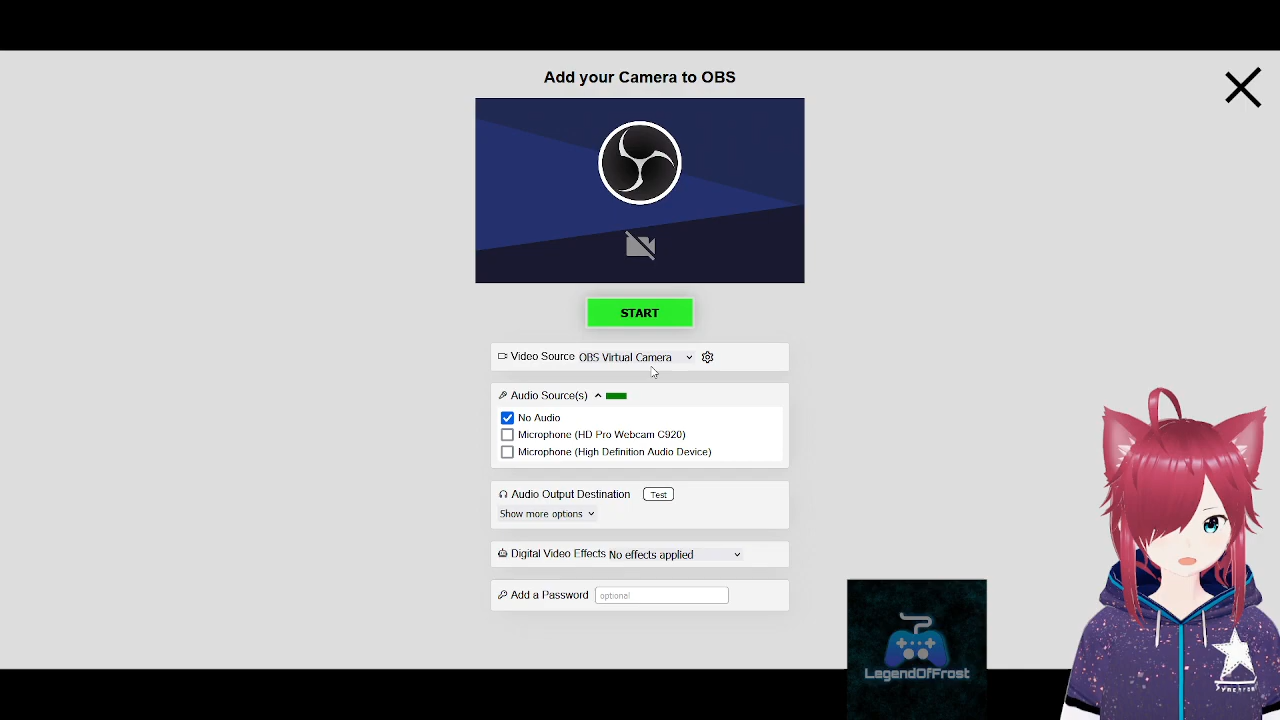 Add your Camera to OBS
START
Video Source OBS Virtual Camera
Audio Source(s)
No Audio
Microphone (HD Pro Webcam C920)
Microphone (High Definition Audio Device)
Audio Output Destination Test
Show more options
Digital Video Effects No effects applied
Add a Password optional
LegendOfFrost